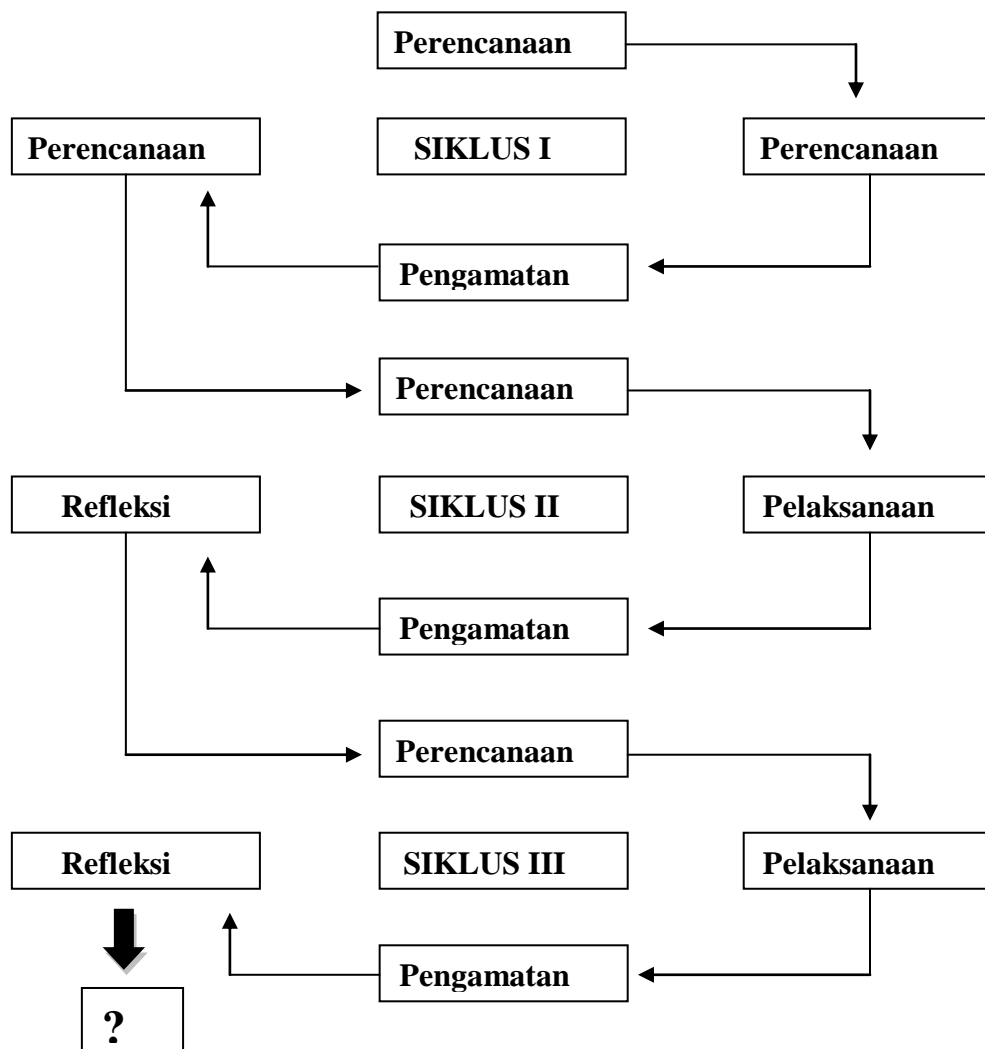 Perencanaan
Perencanaan
SIKLUS I
Perencanaan
Pengamatan
Perencanaan
Refleksi
SIKLUS II
Pelaksanaan
Pengamatan
Perencanaan
Refleksi
SIKLUS III
Pelaksanaan
Pengamatan
?